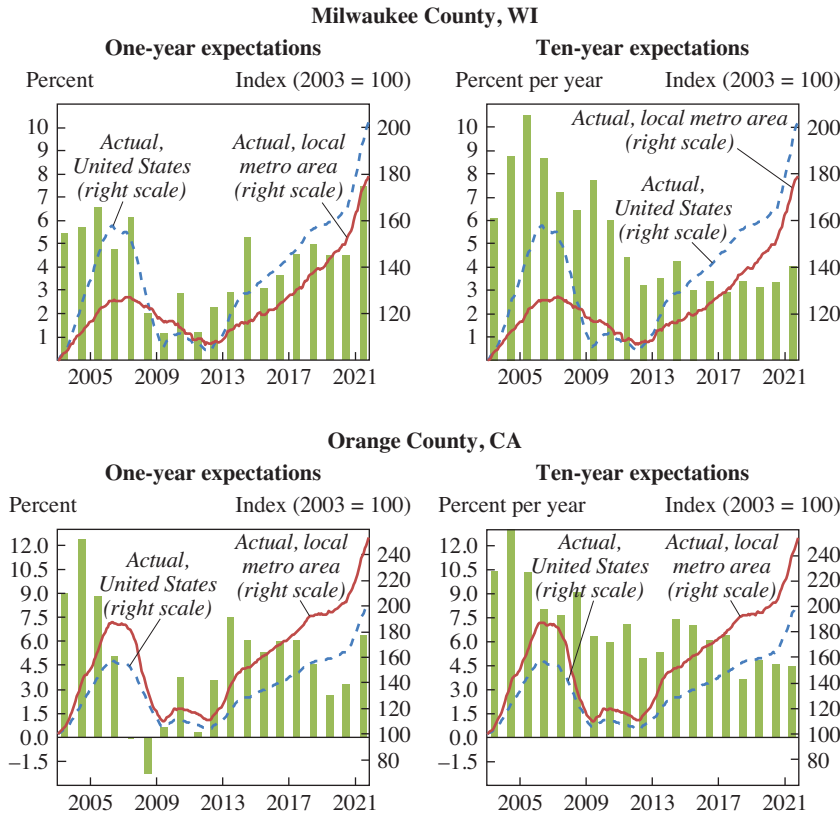 Milwaukee County, WI
One-year expectations
Percent
Index (2003 = 100)
10
9
8
7
6
5
4
3
2
1
Actual,
United States
(right scale)
Actual, local
metro area
(right scale)
200
180
160
140
120
2005 2009 2013 2017 2021
Ten-year expectations
Percent per year
Index (2003 = 100)
10
9
8
7
6
5
4
3
2
1
Actual, local metro area
(right scale)
Actual,
United States
(right scale)
200
180
160
140
120
2005 2009 2013 2017 2021
Orange County, CA
One-year expectations
Percent
Index (2003 = 100)
12.0
10.5
9.0
7.5
6.0
4.5
3.0
1.5
0.0
–1.5
Actual,
United States
(right scale)
Actual, local
metro area
(right scale)
240
220
200
180
160
140
120
100
80
2005 2009 2013 2017 2021
Ten-year expectations
Percent per year
Index (2003 = 100)
12.0
10.5
9.0
7.5
6.0
4.5
3.0
1.5
0.0
–1.5
Actual,
United States
(right scale)
Actual, local
metro area
(right scale)
240
220
200
180
160
140
120
100
80
2005 2009 2013 2017 2021